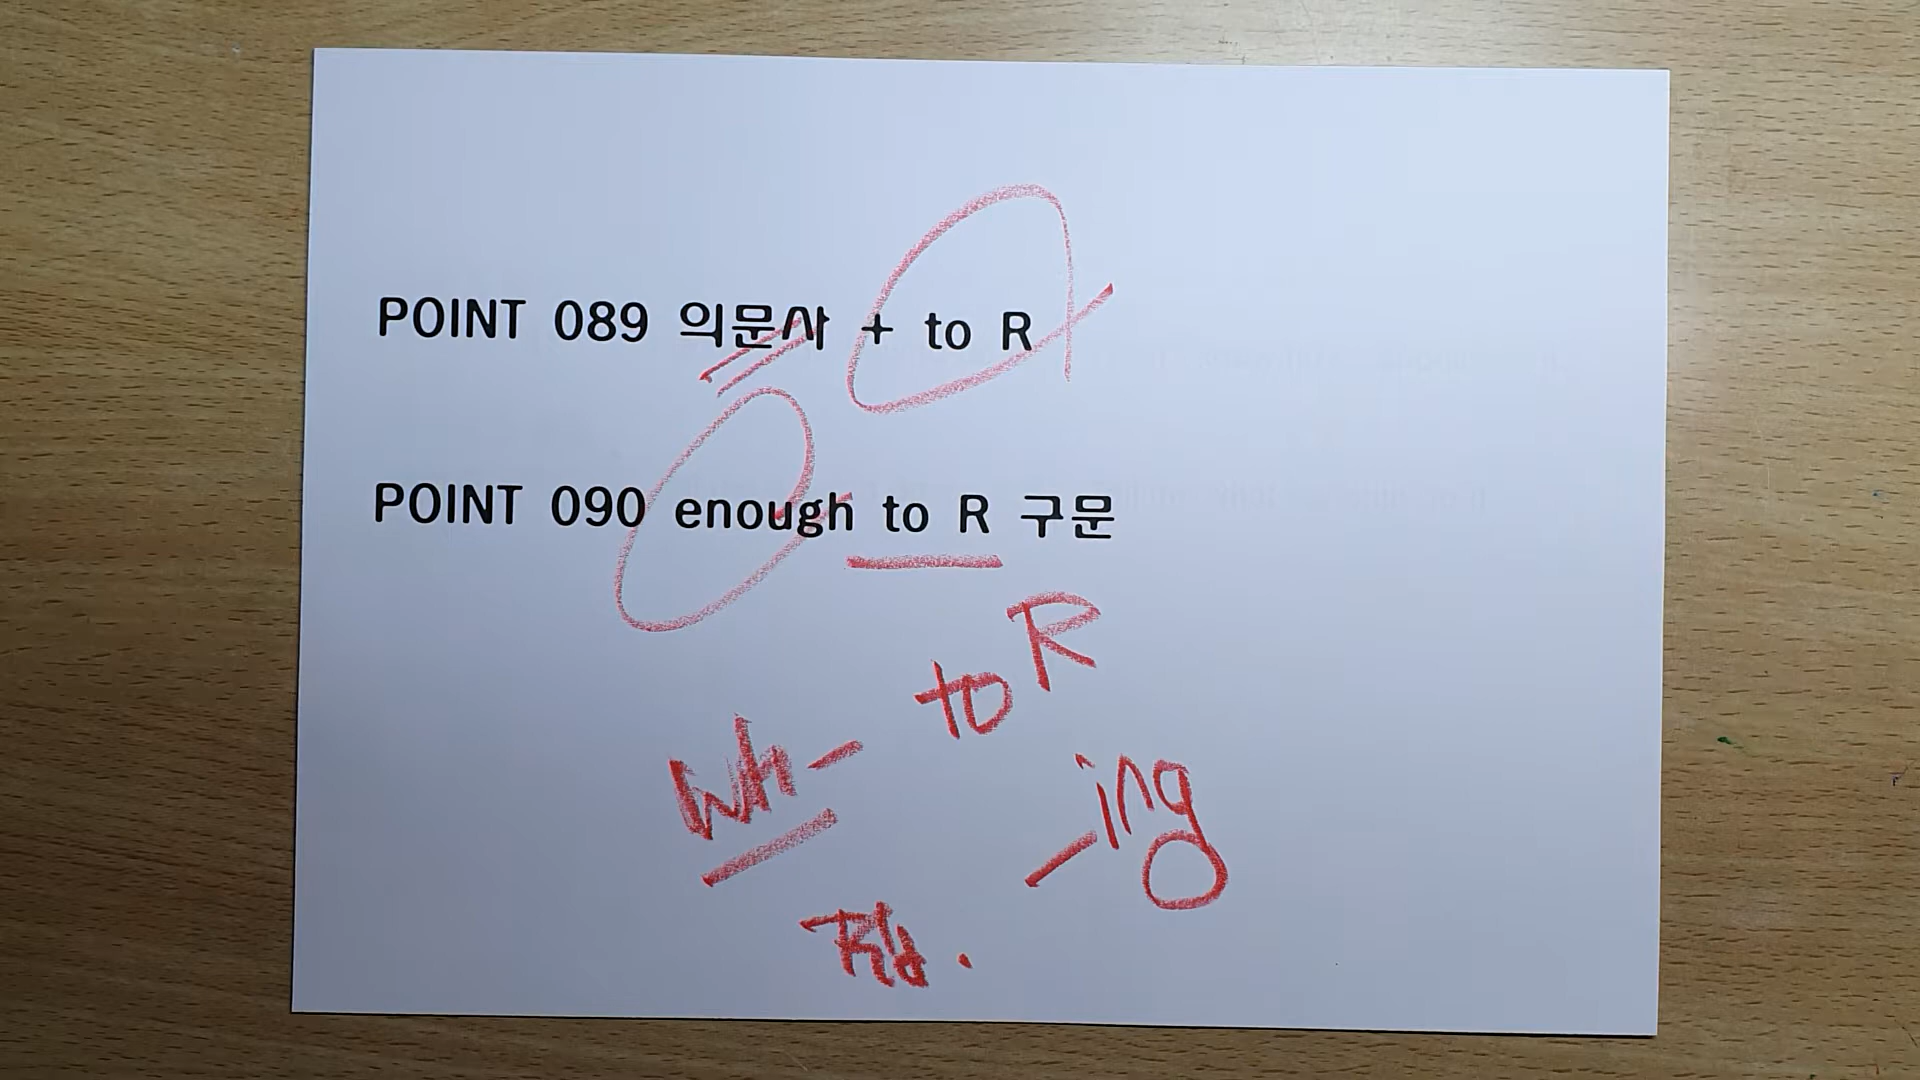 POINT 089 의문사 + to R
POINT 090 enough to R 구문
to R
Wh-
-ing